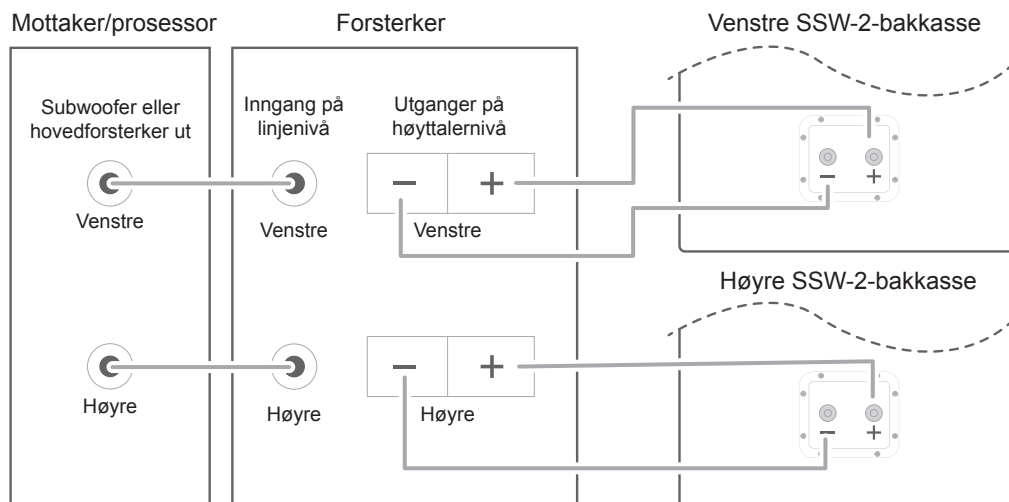 Mottaker/prosessor
Forsterker
Venstre SSW-2-bakkasse
Subwoofer eller
hovedforsterker ut
Inngang på
linjenivå
Utganger på
høyttalernivå
− +
− +
Venstre
Venstre
Venstre
Høyre SSW-2-bakkasse
− +
Høyre
Høyre
Høyre
− +